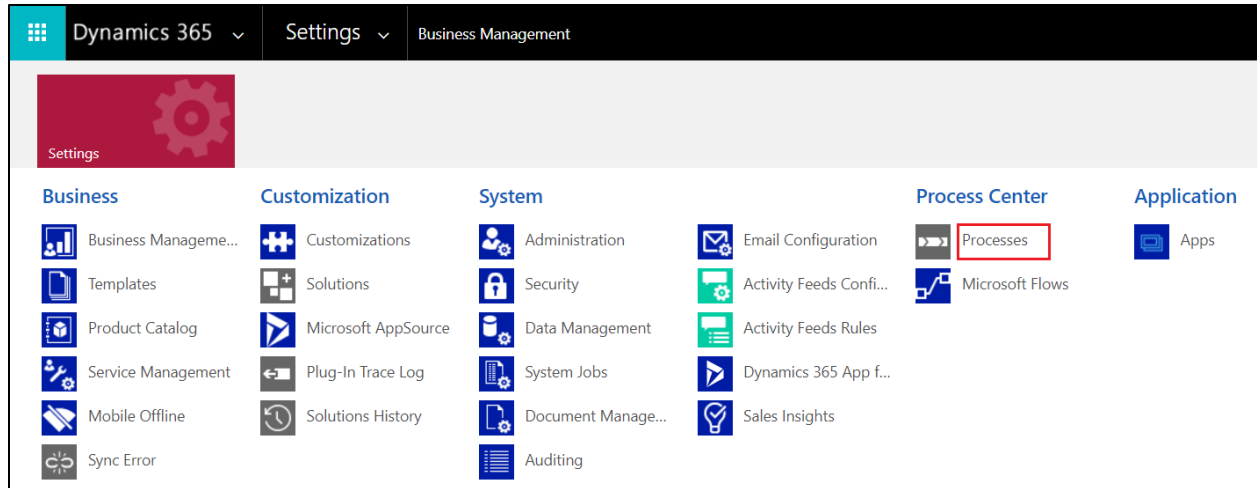 Dynamics 365 Settings Business Management
Settings
Business Customization System Process Center Application
Business Manageme... Customizations Administration Email Configuration Processes Apps
Templates Solutions Security Activity Feeds Confi... Microsoft Flows
Product Catalog Microsoft AppSource Data Management Activity Feeds Rules
Service Management Plug-In Trace Log System Jobs Dynamics 365 App f...
Mobile Offline Solutions History Document Manage... Sales Insights
Sync Error Auditing